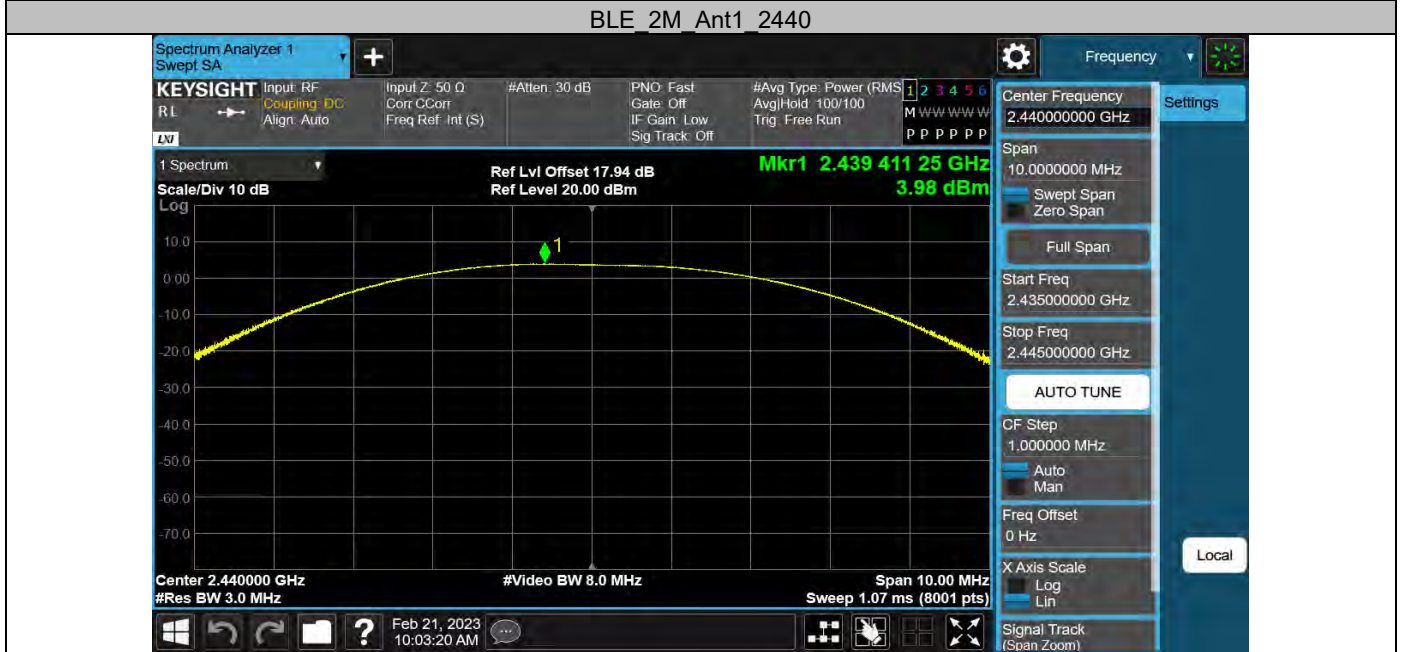 BLE_2M_Ant1_2440
Spectrum Analyzer 1
Swept SA
+
Frequency
KEYSIGHT
RL
LXI
Input: RF
Coupling: DC
Align: Auto
Input Z: 50 Ω
Corr CCorr
Freq Ref: Int (S)
#Atten: 30 dB
PNO: Fast
Gate: Off
IF Gain: Low
Sig Track: Off
#Avg Type: Power (RMS
Avg|Hold: 100/100
Trig: Free Run
1 2 3 4 5 6
M W W W W W
P P P P P P
1 Spectrum
Scale/Div 10 dB
Log
Ref Lvl Offset 17.94 dB
Ref Level 20.00 dBm
Mkr1 2.439 411 25 GHz
3.98 dBm
1
10.0
0.00
-10.0
-20.0
-30.0
-40.0
-50.0
-60.0
-70.0
Center 2.440000 GHz
#Res BW 3.0 MHz
#Video BW 8.0 MHz
Span 10.00 MHz
Sweep 1.07 ms (8001 pts)
?
Feb 21, 2023
10:03:20 AM
Center Frequency
2.440000000 GHz
Settings
Span
10.0000000 MHz
Swept Span
Zero Span
Full Span
Start Freq
2.435000000 GHz
Stop Freq
2.445000000 GHz
AUTO TUNE
CF Step
1.000000 MHz
Auto
Man
Freq Offset
0 Hz
X Axis Scale
Log
Lin
Local
Signal Track
(Span Zoom)